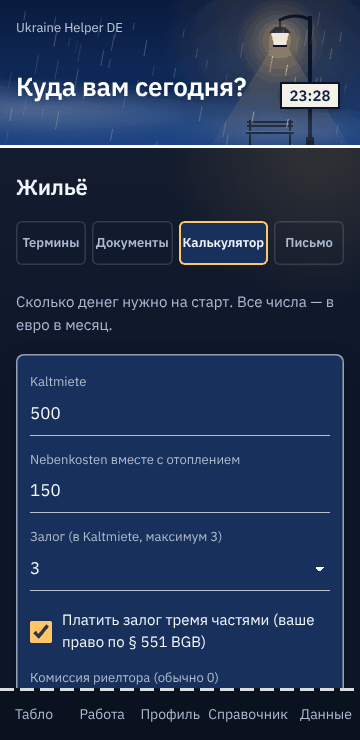 Ukraine Helper DE
Куда вам сегодня?
23:28
Жильё
Термины
Документы
Калькулятор
Письмо
Сколько денег нужно на старт. Все числа — в
евро в месяц.
Kaltmiete
500
Nebenkosten вместе с отоплением
150
Залог (в Kaltmiete, максимум 3)
3
Платить залог тремя частями (ваше
право по § 551 BGB)
Комиссия риелтора (обычно 0)
Табло
Работа
Профиль
Справочник
Данные